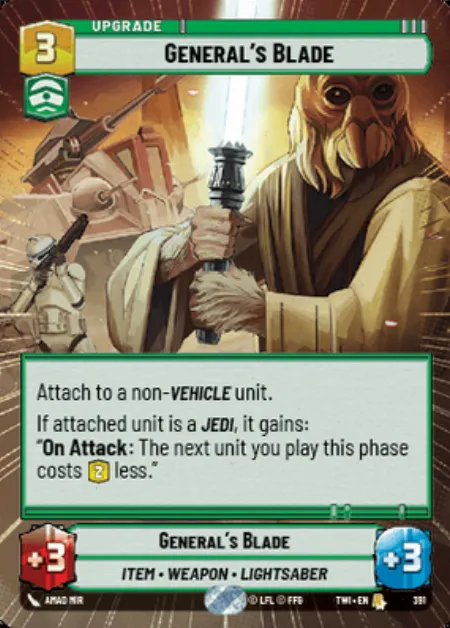 UPGRADE
3
GENERAL'S BLADE
Attach to a non-VEHICLE unit.
If attached unit is a JEDI, it gains:
"On Attack: The next unit you play this phase
costs 2 less."
+3
GENERAL'S BLADE
+3
ITEM • WEAPON • LIGHTSABER
AMAD MIR
© LFL © FFG
TWI • EN
391